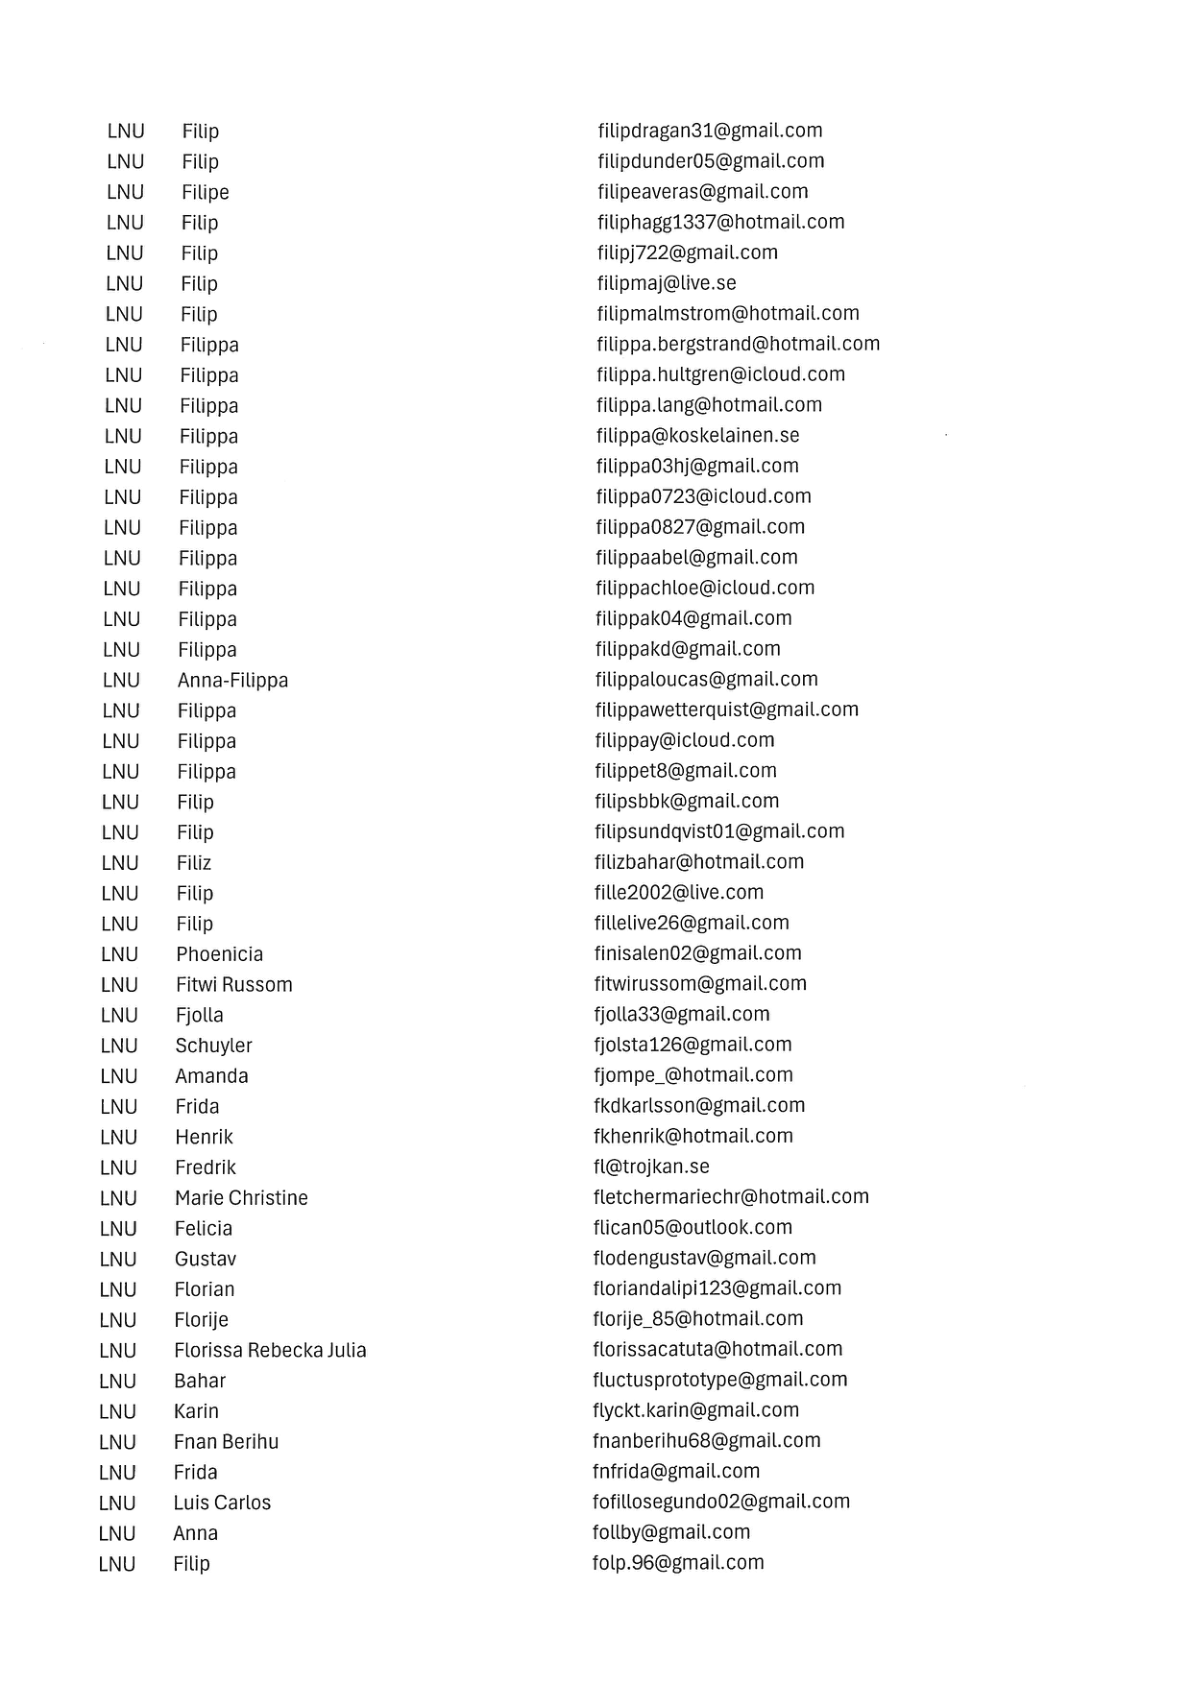 LNU Filip filipdragan31@gmail.com
LNU Filip filipdunder05@gmail.com
LNU Filipe filipeaveras@gmail.com
LNU Filip filiphagg1337@hotmail.com
LNU Filip filipj722@gmail.com
LNU Filip filipmaj@live.se
LNU Filip filipmalmstrom@hotmail.com
LNU Filippa filippa.bergstrand@hotmail.com
LNU Filippa filippa.hultgren@icloud.com
LNU Filippa filippa.lang@hotmail.com
LNU Filippa filippa@koskelainen.se
LNU Filippa filippa03hj@gmail.com
LNU Filippa filippa0723@icloud.com
LNU Filippa filippa0827@gmail.com
LNU Filippa filippaabel@gmail.com
LNU Filippa filippachloe@icloud.com
LNU Filippa filippak04@gmail.com
LNU Filippa filippakd@gmail.com
LNU Anna-Filippa filippaloucas@gmail.com
LNU Filippa filippawetterquist@gmail.com
LNU Filippa filippay@icloud.com
LNU Filippa filippet8@gmail.com
LNU Filip filipsbbk@gmail.com
LNU Filip filipsundqvist01@gmail.com
LNU Filiz filizbahar@hotmail.com
LNU Filip fille2002@live.com
LNU Filip fillelive26@gmail.com
LNU Phoenicia finisalen02@gmail.com
LNU Fitwi Russom fitwirussom@gmail.com
LNU Fjolla fjolla33@gmail.com
LNU Schuyler fjolsta126@gmail.com
LNU Amanda fjompe_@hotmail.com
LNU Frida fkdkarlsson@gmail.com
LNU Henrik fkhenrik@hotmail.com
LNU Fredrik fl@trojkan.se
LNU Marie Christine fletchermariechr@hotmail.com
LNU Felicia flican05@outlook.com
LNU Gustav flodengustav@gmail.com
LNU Florian floriandalipi123@gmail.com
LNU Florije florije_85@hotmail.com
LNU Florissa Rebecka Julia florissacatuta@hotmail.com
LNU Bahar fluctusprototype@gmail.com
LNU Karin flyckt.karin@gmail.com
LNU Fnan Berihu fnanberihu68@gmail.com
LNU Frida fnfrida@gmail.com
LNU Luis Carlos fofillosegundo02@gmail.com
LNU Anna follby@gmail.com
LNU Filip folp.96@gmail.com